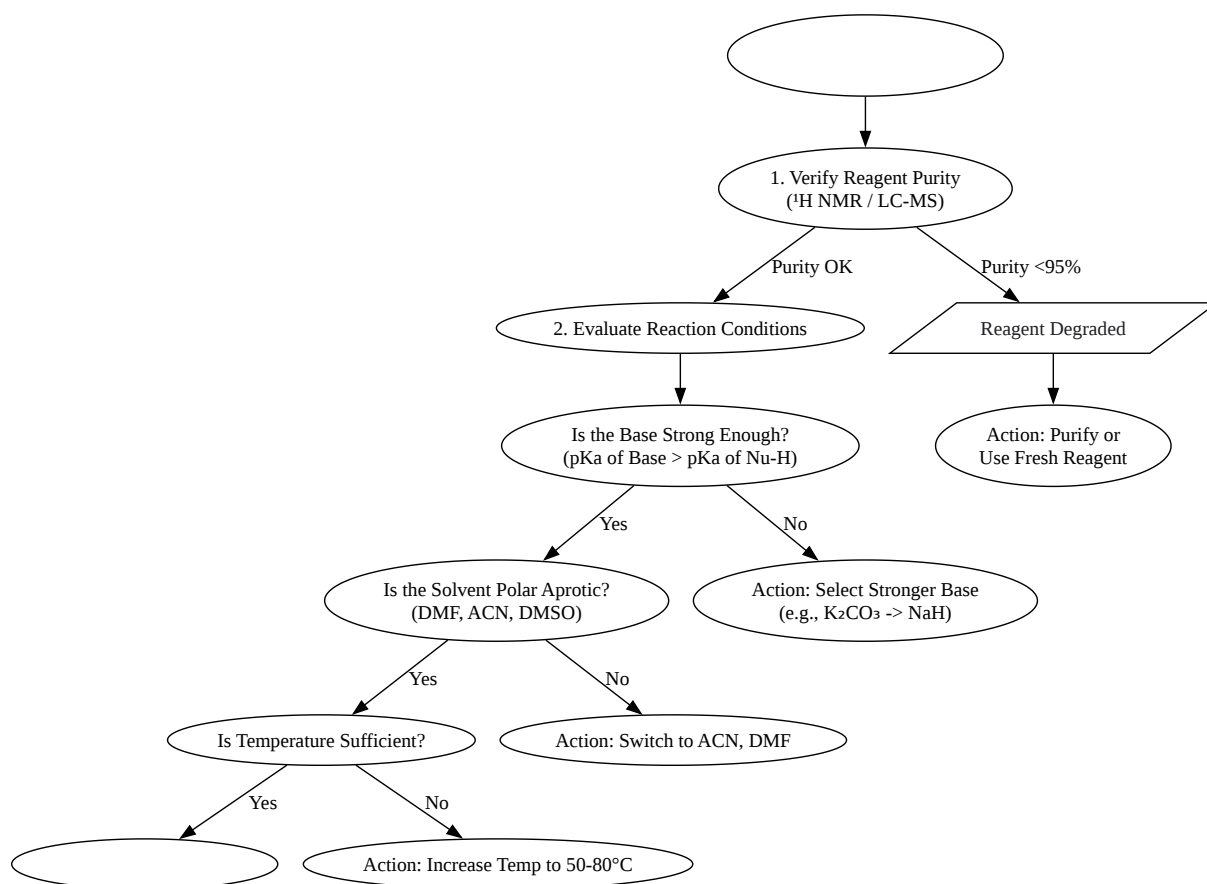 1. Verify Reagent Purity
(¹H NMR / LC-MS)
Purity OK
Purity <95%
2. Evaluate Reaction Conditions
Reagent Degraded
Is the Base Strong Enough?
(pKa of Base > pKa of Nu-H)
Action: Purify or
Use Fresh Reagent
Yes
No
Is the Solvent Polar Aprotic?
(DMF, ACN, DMSO)
Action: Select Stronger Base
(e.g., K₂CO₃ -> NaH)
Yes
No
Is Temperature Sufficient?
Action: Switch to ACN, DMF
Yes
No
Action: Increase Temp to 50-80°C